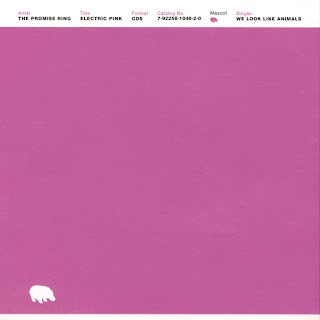 Artist Title Format Catalog No. Mascot Slogan
THE PROMISE RING ELECTRIC PINK CD5 7-92258-1048-2-0 WE LOOK LIKE ANIMALS